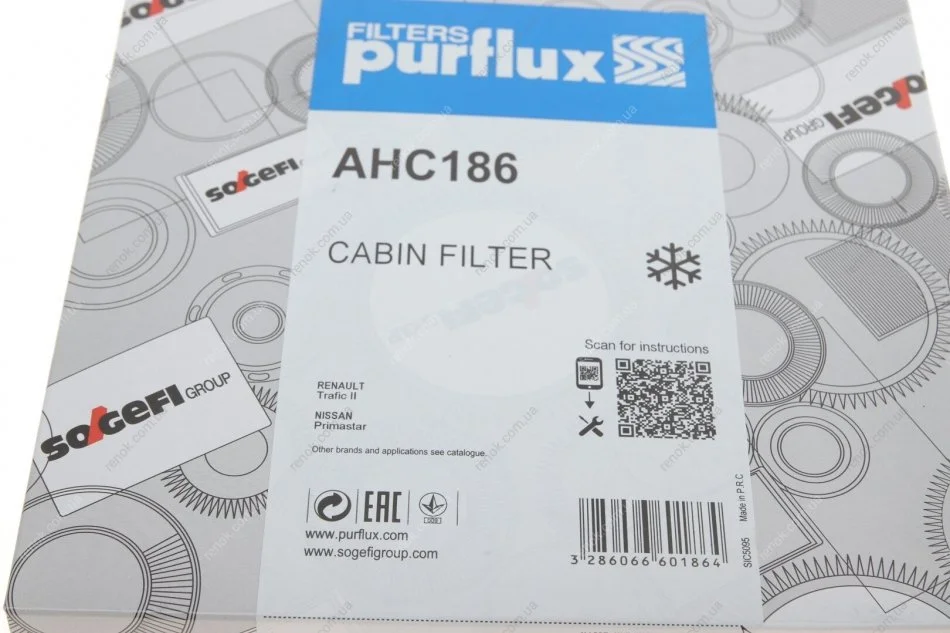 FILTERS
purflux
SOGEFI
SOGEFI GROUP
AHC186
SOGEFI
CABIN FILTER
Scan for instructions
RENAULT
Trafic II
NISSAN
Primastar
Other brands and applications see catalogue.
SOGEFI GROUP
EAC
www.purflux.com
www.sogefigroup.com
3 286066 601864
SIC5095 Made in P.R.C
renok.com.ua